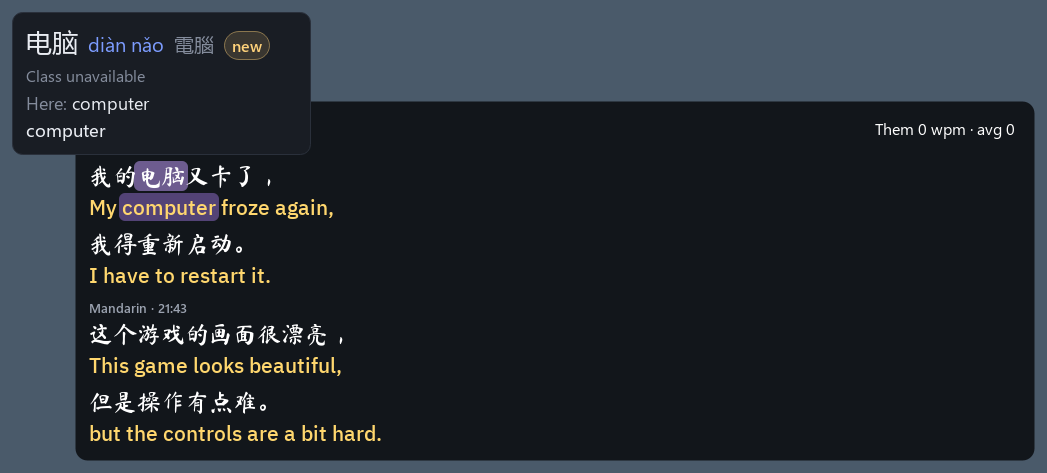 电脑 diàn nǎo 電腦 new
Class unavailable
Here: computer
computer
Them 0 wpm · avg 0
我的电脑又卡了，
My computer froze again,
我得重新启动。
I have to restart it.
Mandarin · 21:43
这个游戏的画面很漂亮，
This game looks beautiful,
但是操作有点难。
but the controls are a bit hard.